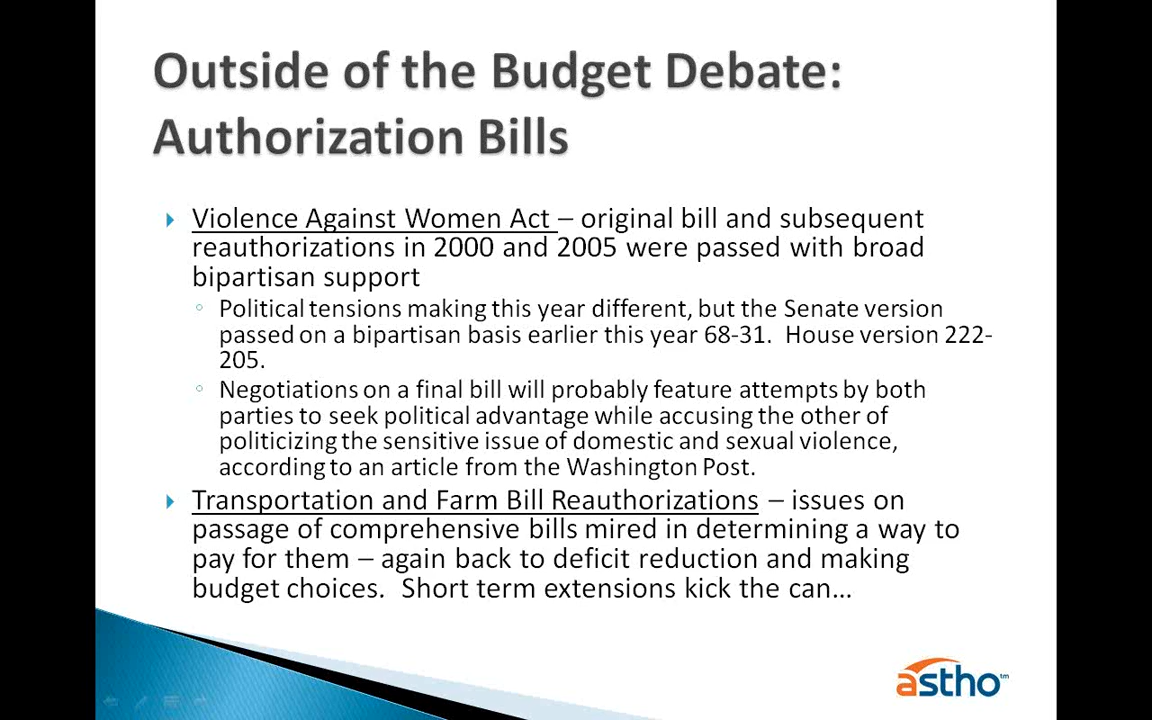 Outside of the Budget Debate:
Authorization Bills
Violence Against Women Act – original bill and subsequent
reauthorizations in 2000 and 2005 were passed with broad
bipartisan support
Political tensions making this year different, but the Senate version
passed on a bipartisan basis earlier this year 68-31.  House version 222-
205.
Negotiations on a final bill will probably feature attempts by both
parties to seek political advantage while accusing the other of
politicizing the sensitive issue of domestic and sexual violence,
according to an article from the Washington Post.
Transportation and Farm Bill Reauthorizations – issues on
passage of comprehensive bills mired in determining a way to
pay for them – again back to deficit reduction and making
budget choices.  Short term extensions kick the can…
astho™